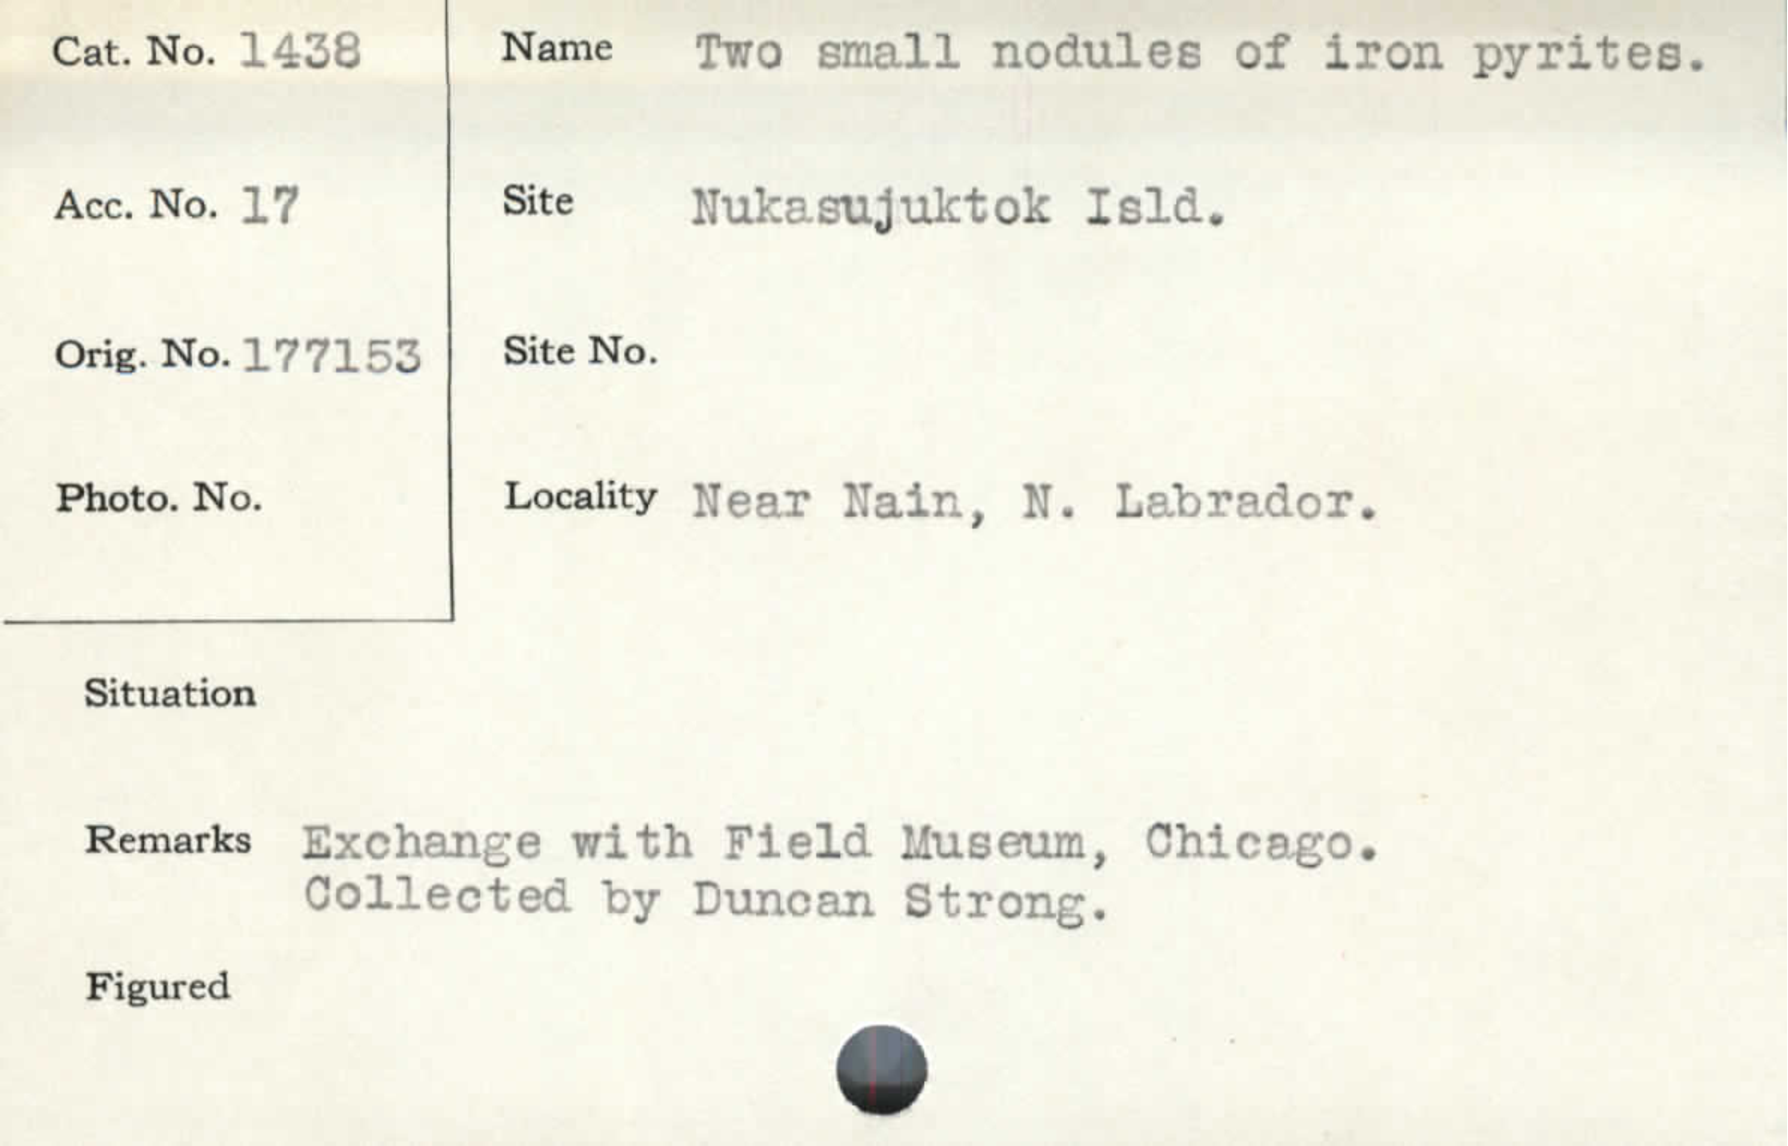 Cat. No. 1438
Name Two small nodules of iron pyrites.
Acc. No. 17
Site Nukasujuktok Isld.
Orig. No. 177153
Site No.
Photo. No.
Locality Near Nain, N. Labrador.
Situation
Remarks Exchange with Field Museum, Chicago.
Collected by Duncan Strong.
Figured